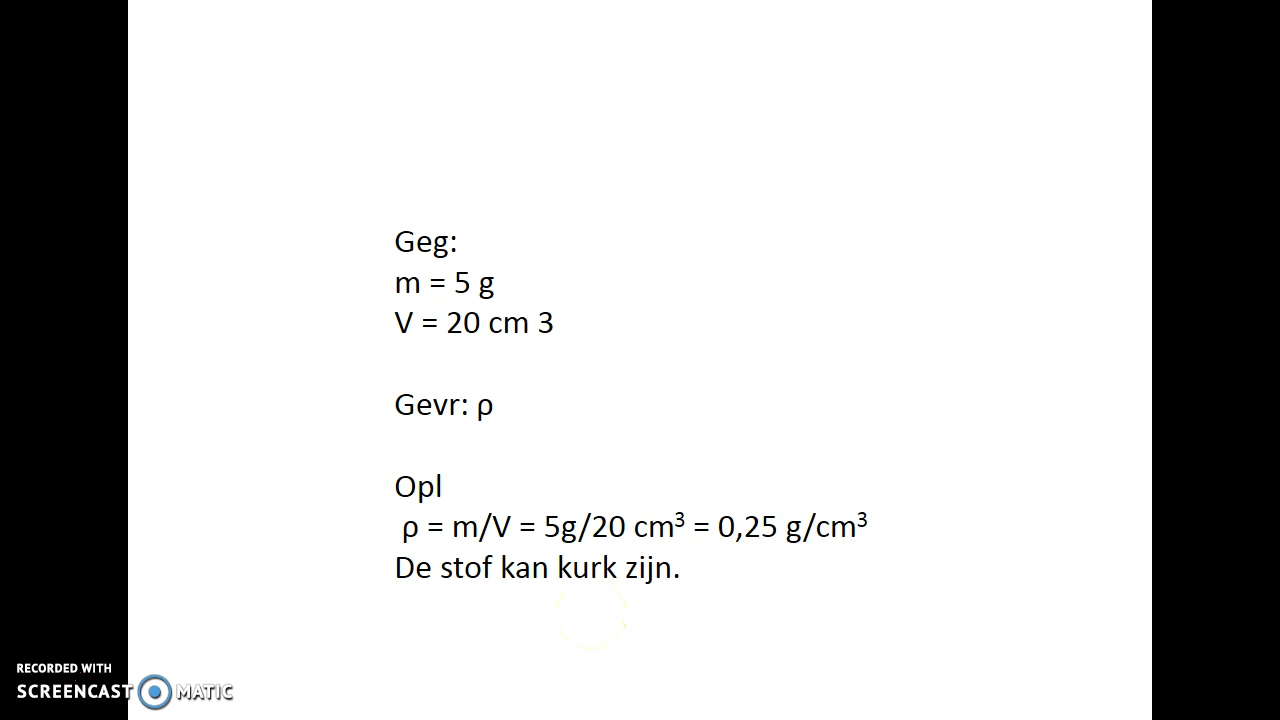 Geg:
m = 5 g
V = 20 cm 3
Gevr: ρ
Opl
ρ = m/V = 5g/20 cm³ = 0,25 g/cm³
De stof kan kurk zijn.
RECORDED WITH
SCREENCAST MATIC